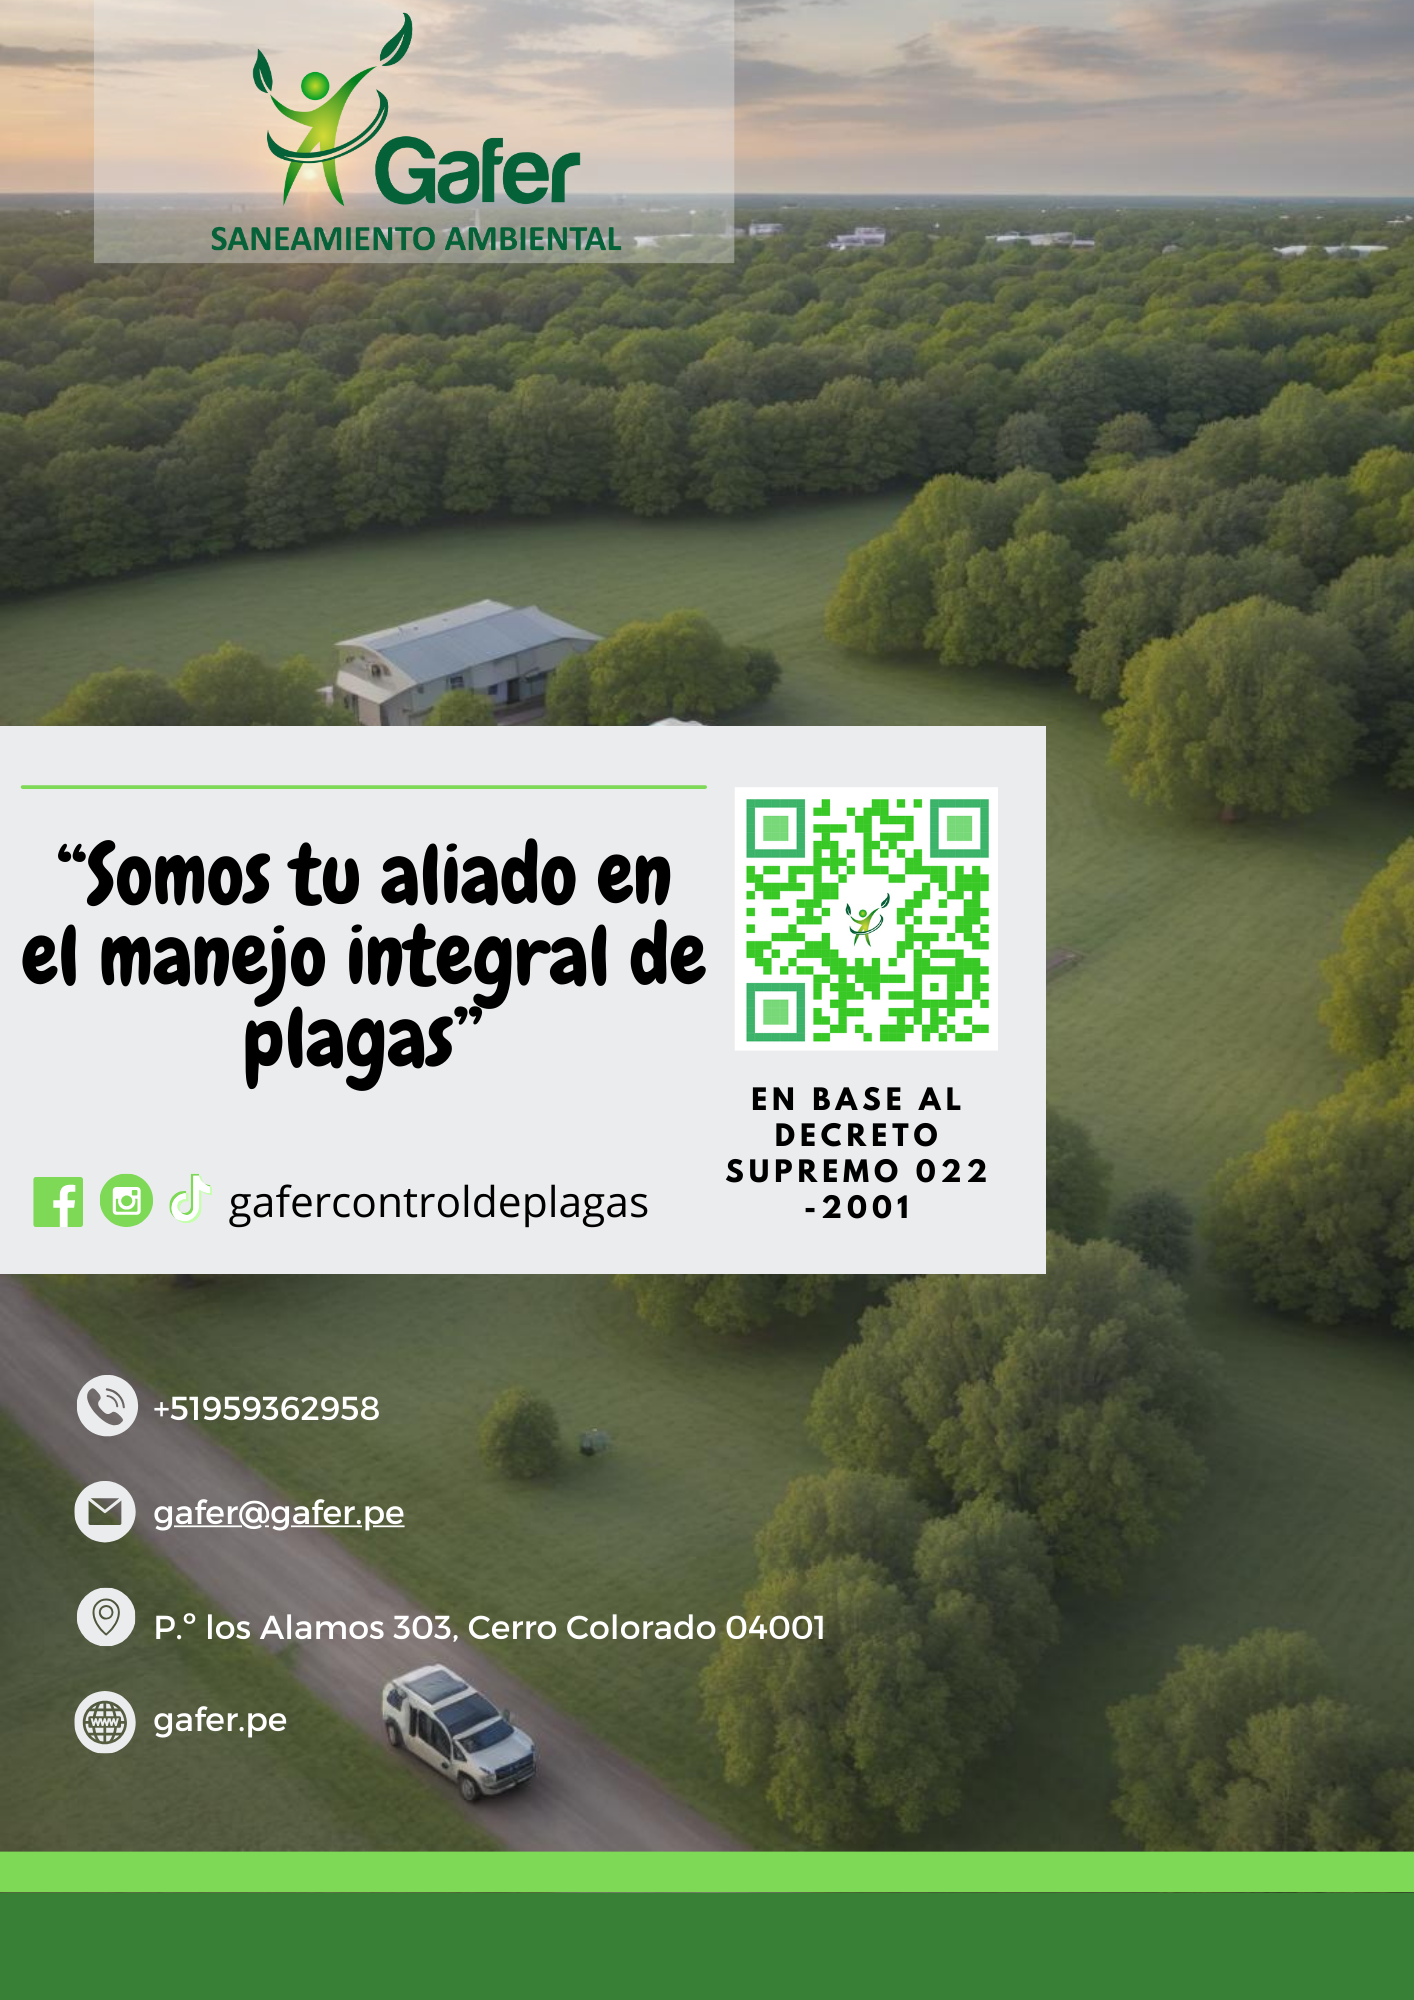 Gafer
SANEAMIENTO AMBIENTAL
“Somos tu aliado en
el manejo integral de
plagas”
EN BASE AL
DECRETO
SUPREMO 022
-2001
gafercontroldeplagas
+51959362958
gafer@gafer.pe
P.º los Alamos 303, Cerro Colorado 04001
www
gafer.pe